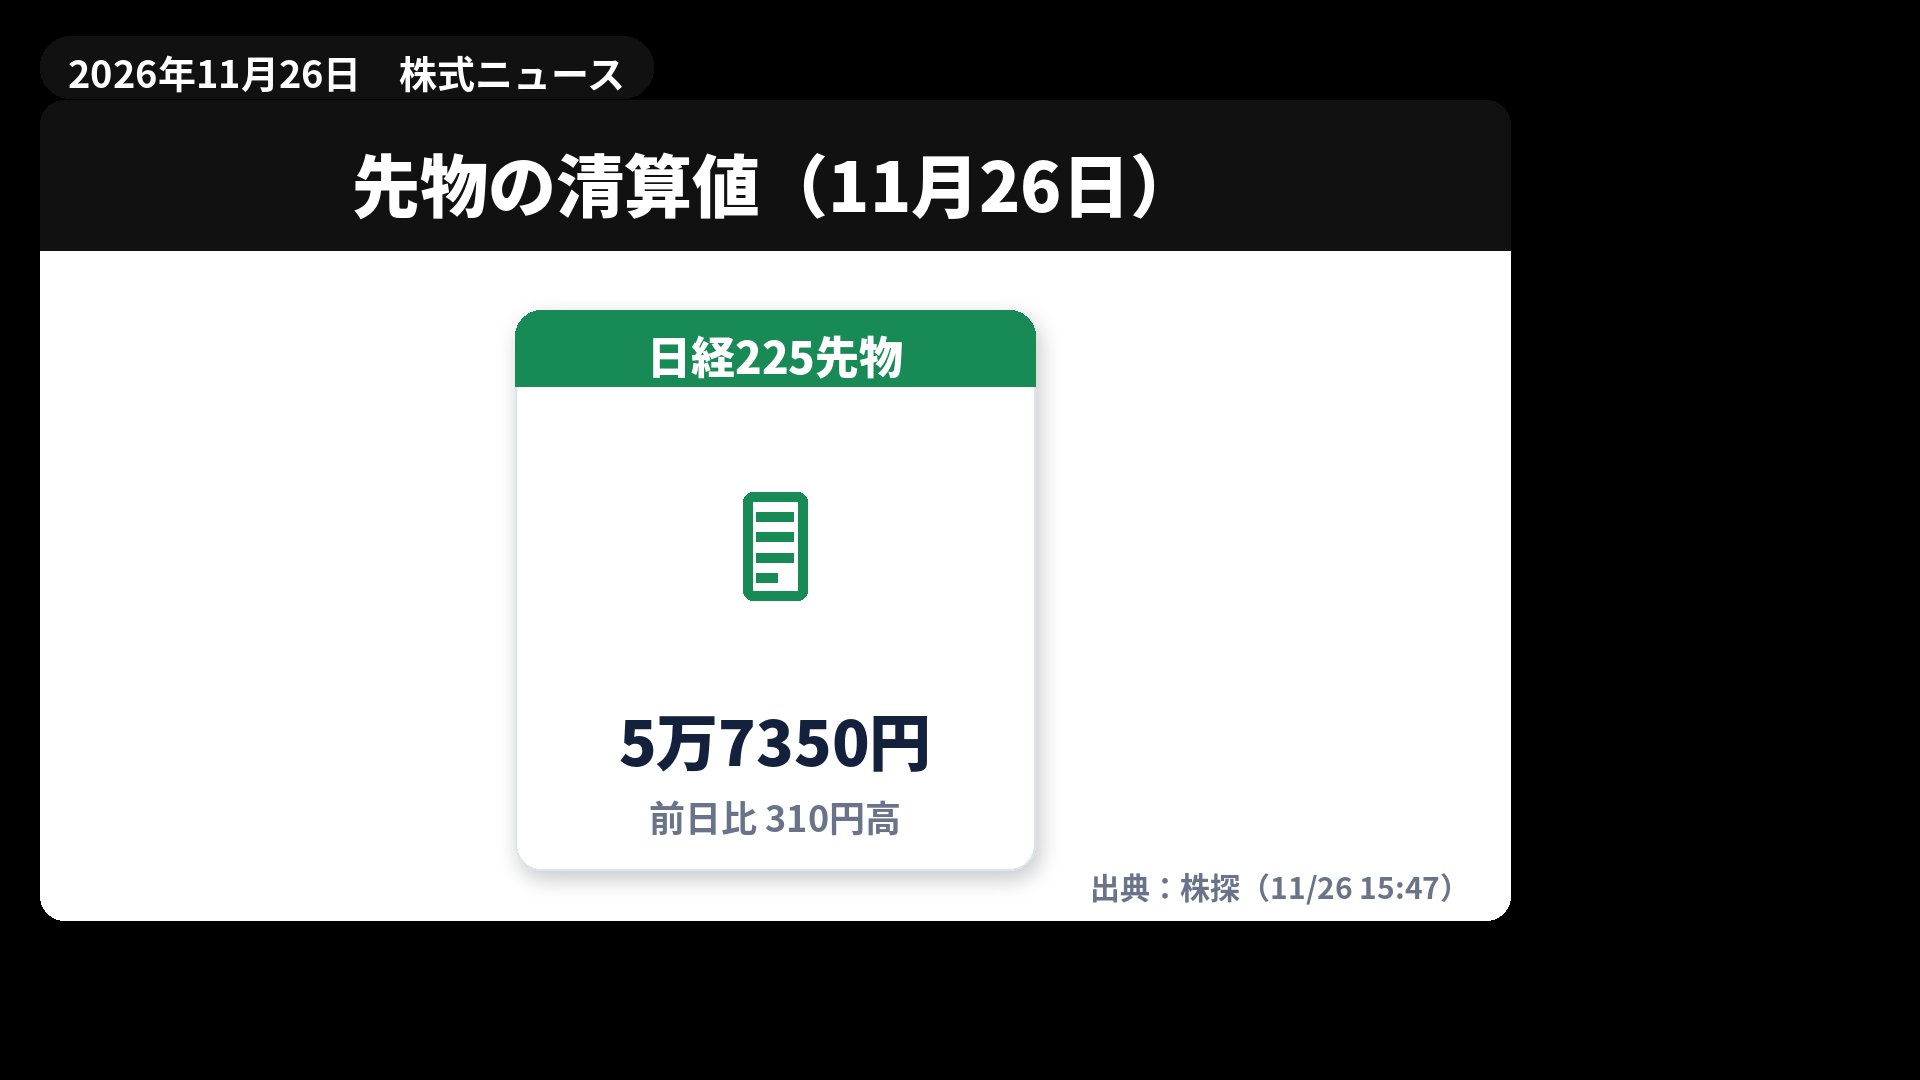 2026年11月26日　株式ニュース
先物の清算値（11月26日）
日経225先物
5万7350円
前日比 310円高
出典：株探（11/26 15:47）